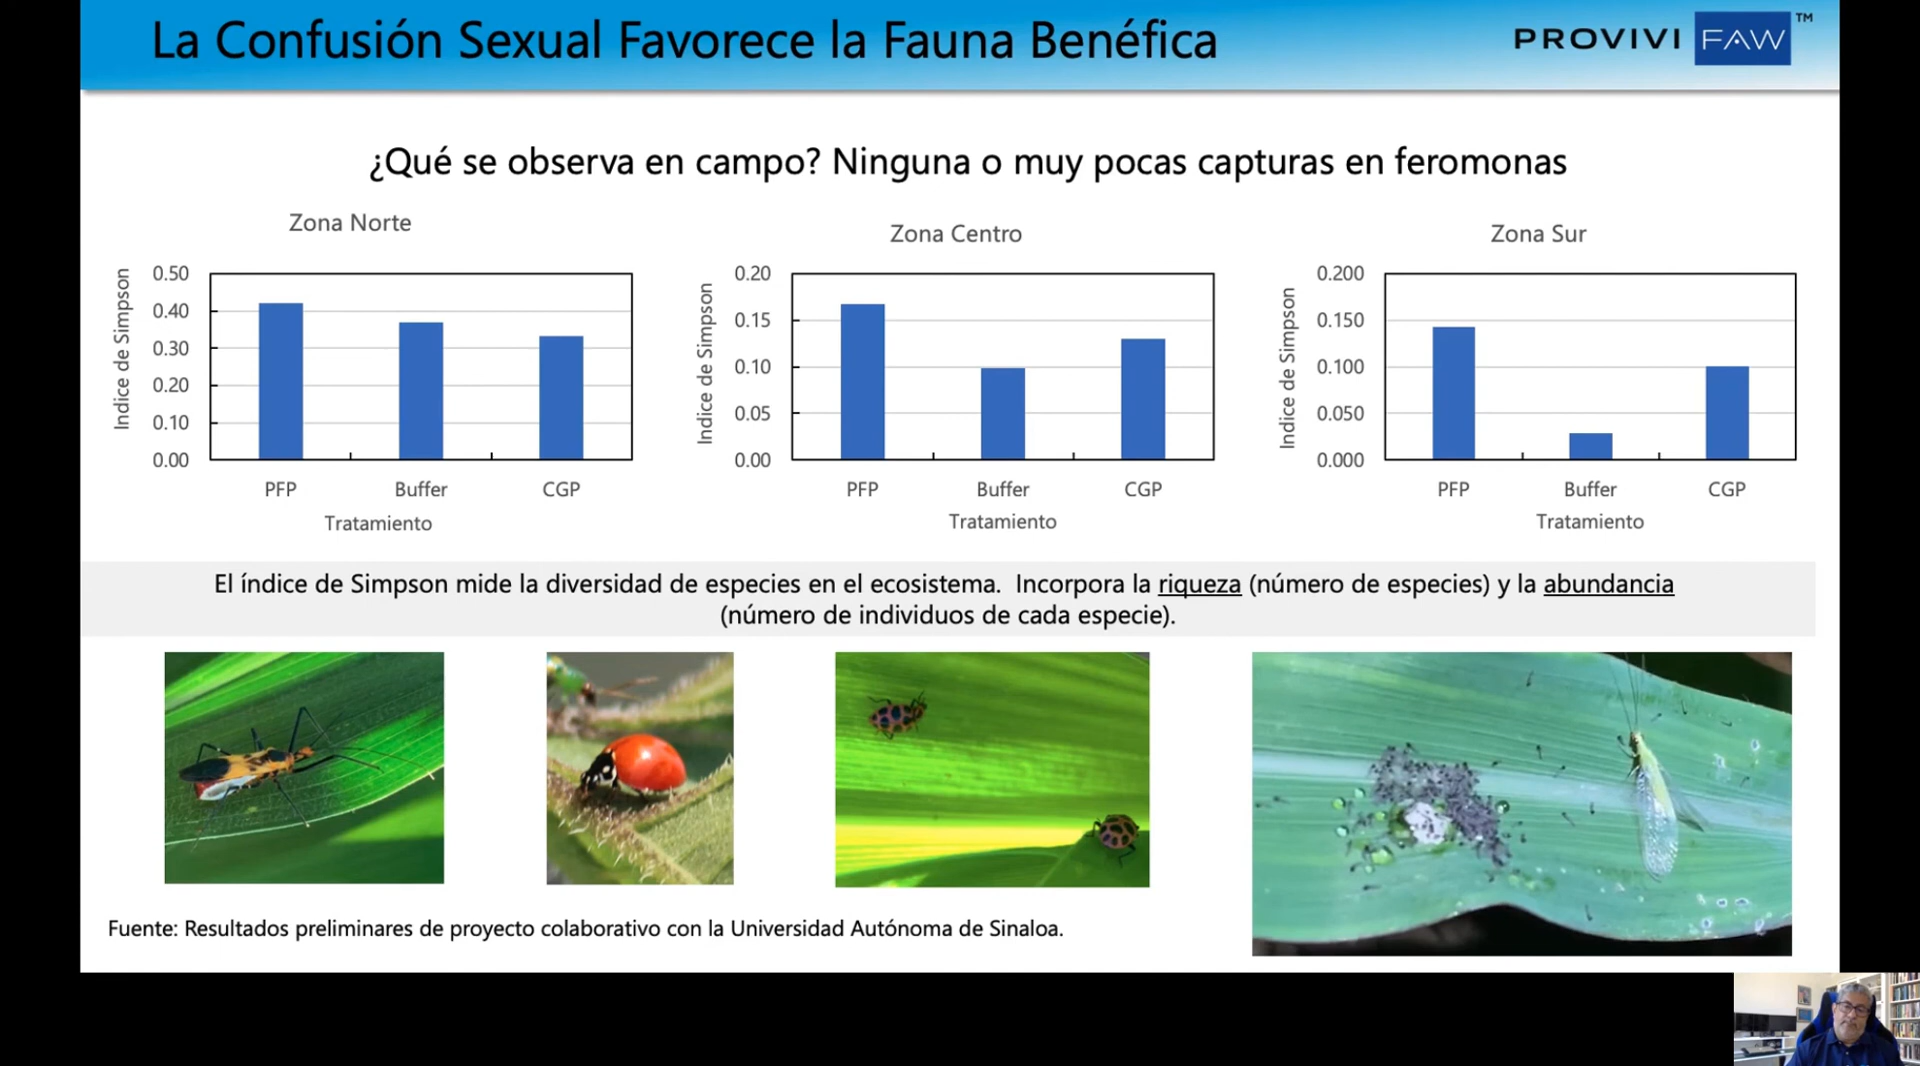 La Confusión Sexual Favorece la Fauna Benéfica
PROVIVI FAW™
¿Qué se observa en campo? Ninguna o muy pocas capturas en feromonas
Zona Norte
Indice de Simpson
0.50
0.40
0.30
0.20
0.10
0.00
PFP Buffer CGP
Tratamiento
Zona Centro
Indice de Simpson
0.20
0.15
0.10
0.05
0.00
PFP Buffer CGP
Tratamiento
Zona Sur
Indice de Simpson
0.200
0.150
0.100
0.050
0.000
PFP Buffer CGP
Tratamiento
El índice de Simpson mide la diversidad de especies en el ecosistema. Incorpora la riqueza (número de especies) y la abundancia
(número de individuos de cada especie).
Fuente: Resultados preliminares de proyecto colaborativo con la Universidad Autónoma de Sinaloa.